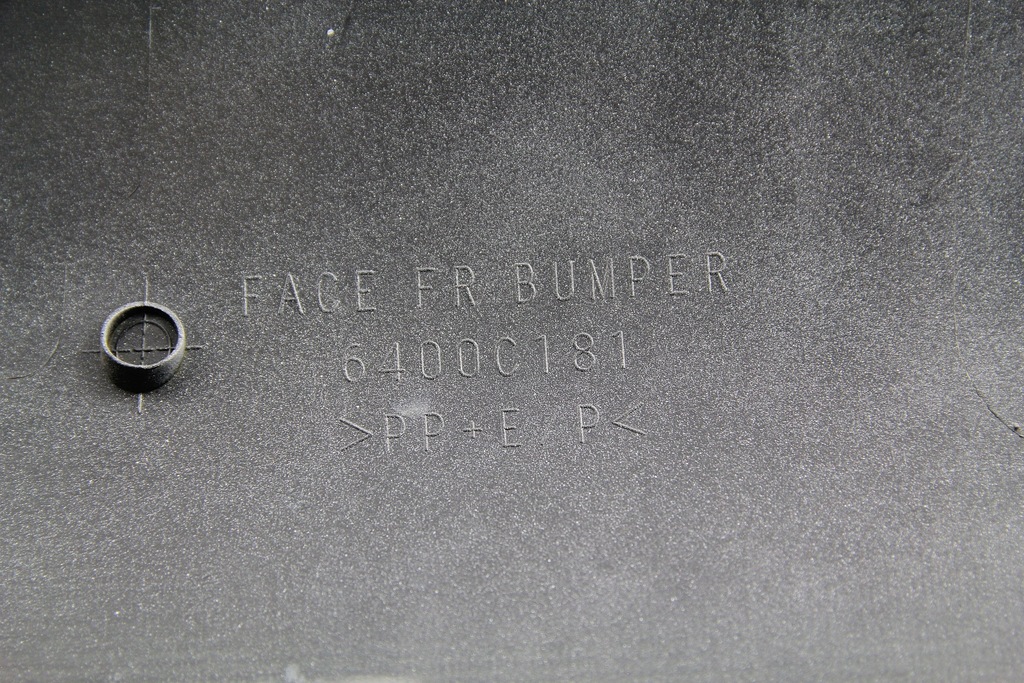 FACE FR BUMPER
6400C181
>PP+E/P<